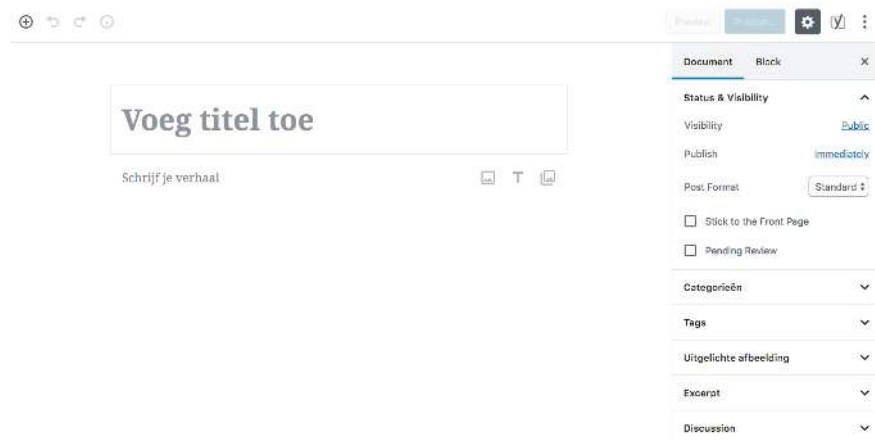 Preview Publish...
Document Block
Status & Visibility
Visibility Public
Publish Immediately
Post Format Standard
Stick to the Front Page
Pending Review
Categorieën
Tags
Uitgelichte afbeelding
Excerpt
Discussion
Voeg titel toe
Schrijf je verhaal